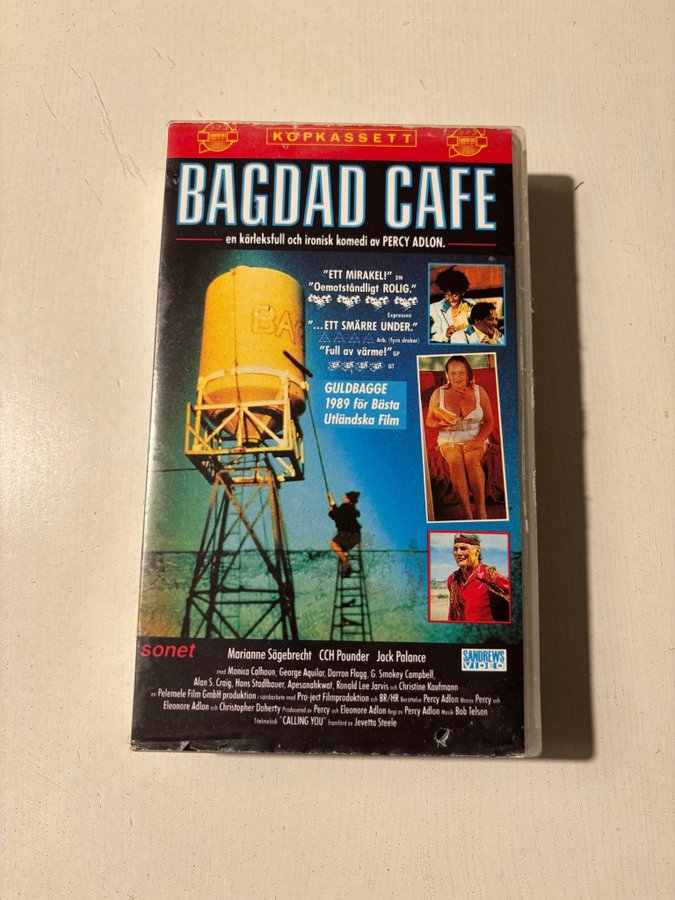 SANDREWS
KÖPKASSETT
SANDREWS
BAGDAD CAFE
en kärleksfull och ironisk komedi av PERCY ADLON.
"ETT MIRAKEL!" DN
"Oemotståndligt ROLIG."
Expressen
"...ETT SMÄRRE UNDER."
Arb. (fyra drakar)
"Full av värme!" GP
GT
GULDBAGGE
1989 för Bästa
Utländska Film
BAG
sonet
Marianne Sägebrecht CCH Pounder Jack Palance
SANDREWS
VIDEO
med Monica Calhoun, George Aquilar, Darron Flagg, G. Smokey Campbell,
Alan S. Craig, Hans Stadlbauer, Apesanahkwat, Ronald Lee Jarvis och Christine Kaufmann
en Pelemele Film GmbH produktion i samarbete med Pro-ject Filmproduktion och BR/HR Berättelse Percy Adlon Manus Percy och
Eleonore Adlon och Christopher Doherty Producerad av Percy och Eleonore Adlon Regi av Percy Adlon Musik Bob Telson
Titelmelodi "CALLING YOU" framförd av Jevetta Steele